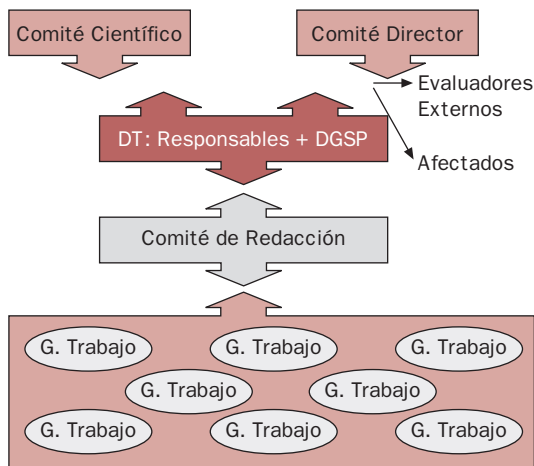 Comité Científico
Comité Director
Evaluadores
Externos
DT: Responsables + DGSP
Afectados
Comité de Redacción
G. Trabajo
G. Trabajo
G. Trabajo
G. Trabajo
G. Trabajo
G. Trabajo
G. Trabajo
G. Trabajo